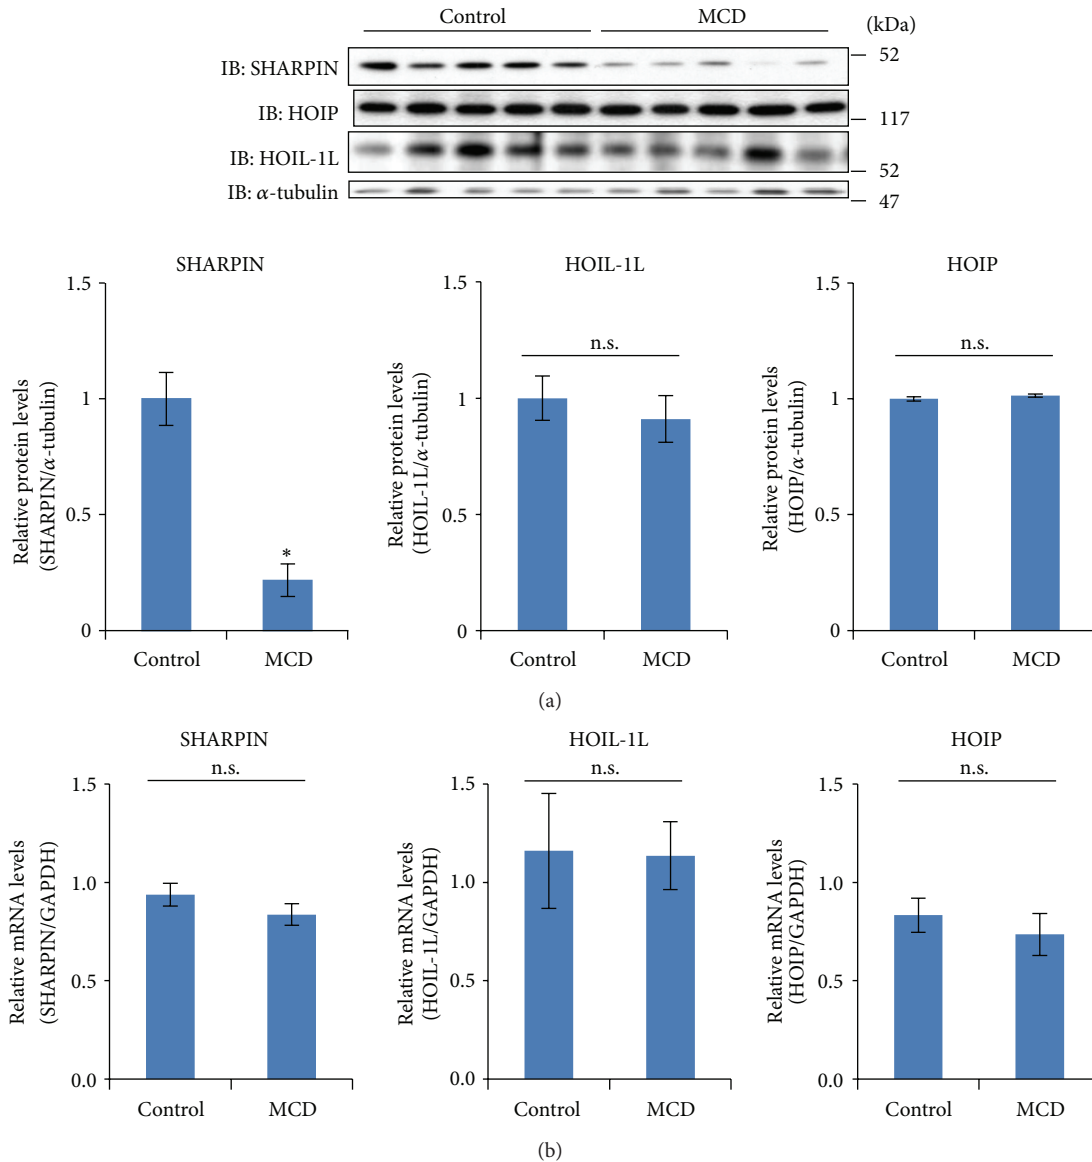 Control MCD (kDa)
IB: SHARPIN 52
IB: HOIP 117
IB: HOIL-1L 52
IB: α-tubulin 47
SHARPIN
Relative protein levels
(SHARPIN/α-tubulin)
1.5
1
0.5
0
*
Control MCD
HOIL-1L
Relative protein levels
(HOIL-1L/α-tubulin)
1.5
1
0.5
0
n.s.
Control MCD
HOIP
Relative protein levels
(HOIP/α-tubulin)
1.5
1
0.5
0
n.s.
Control MCD
(a)
SHARPIN
n.s.
Relative mRNA levels
(SHARPIN/GAPDH)
1.5
1.0
0.5
0.0
Control MCD
HOIL-1L
n.s.
Relative mRNA levels
(HOIL-1L/GAPDH)
1.5
1.0
0.5
0.0
Control MCD
HOIP
n.s.
Relative mRNA levels
(HOIP/GAPDH)
1.5
1.0
0.5
0.0
Control MCD
(b)